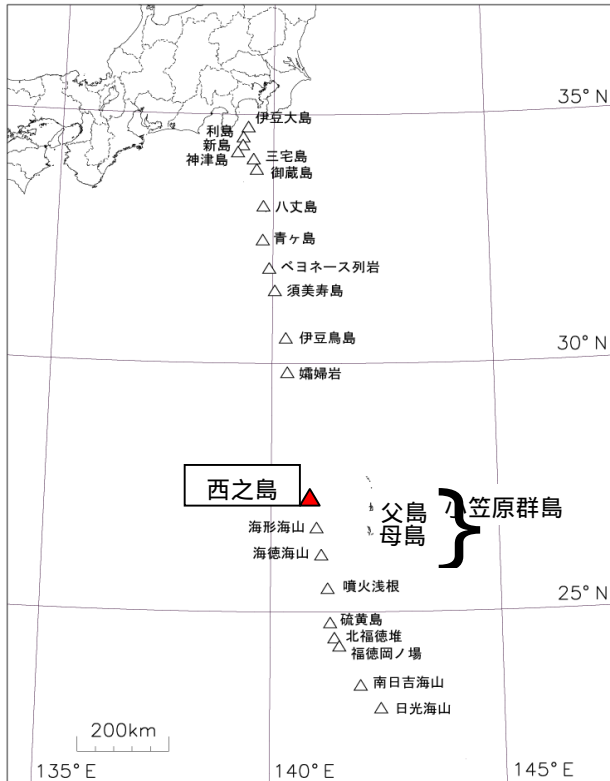 35° N
伊豆大島
利島
新島
神津島
三宅島
御蔵島
八丈島
青ヶ島
ベヨネース列岩
須美寿島
伊豆鳥島
30° N
孀婦岩
西之島
父島
母島
小笠原群島
海形海山
海徳海山
噴火浅根
25° N
硫黄島
北福徳堆
福徳岡ノ場
南日吉海山
日光海山
200km
135° E
140° E
145° E